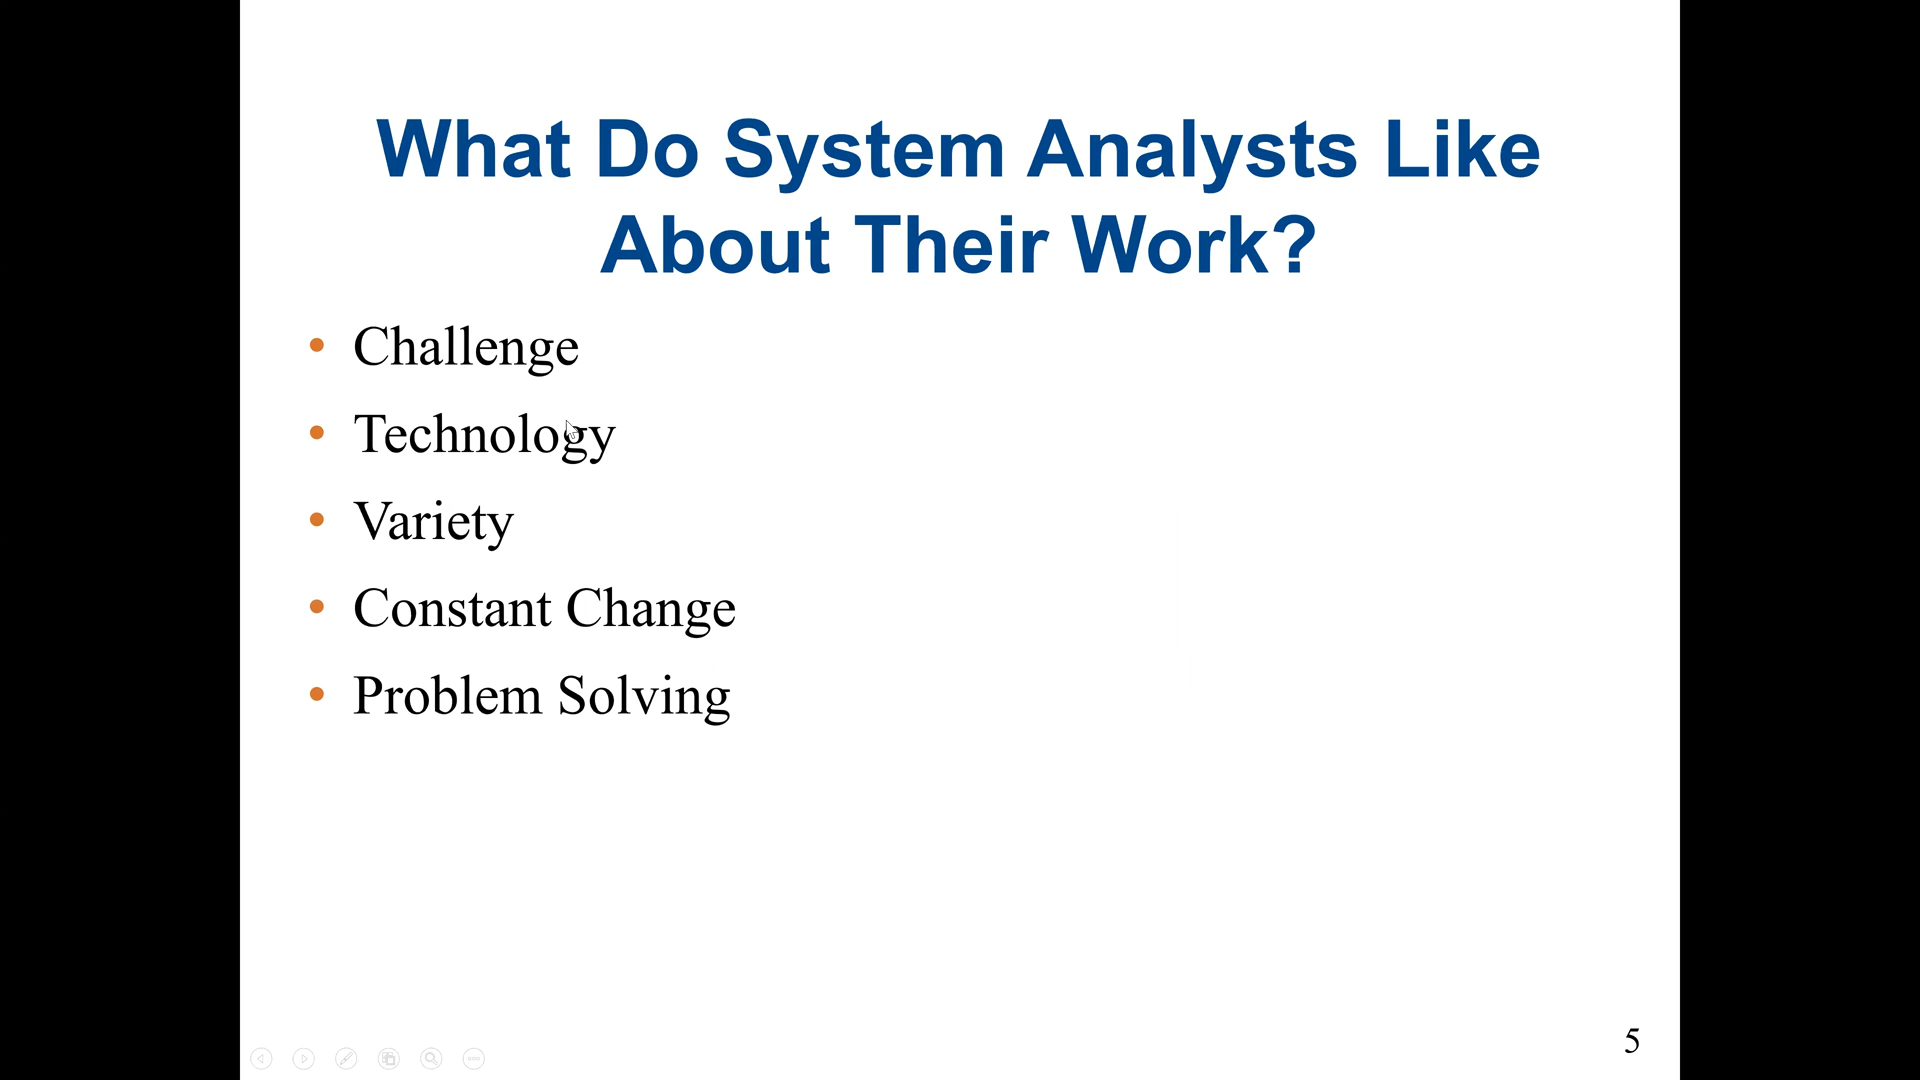 What Do System Analysts Like
About Their Work?
• Challenge
• Technology
• Variety
• Constant Change
• Problem Solving
5